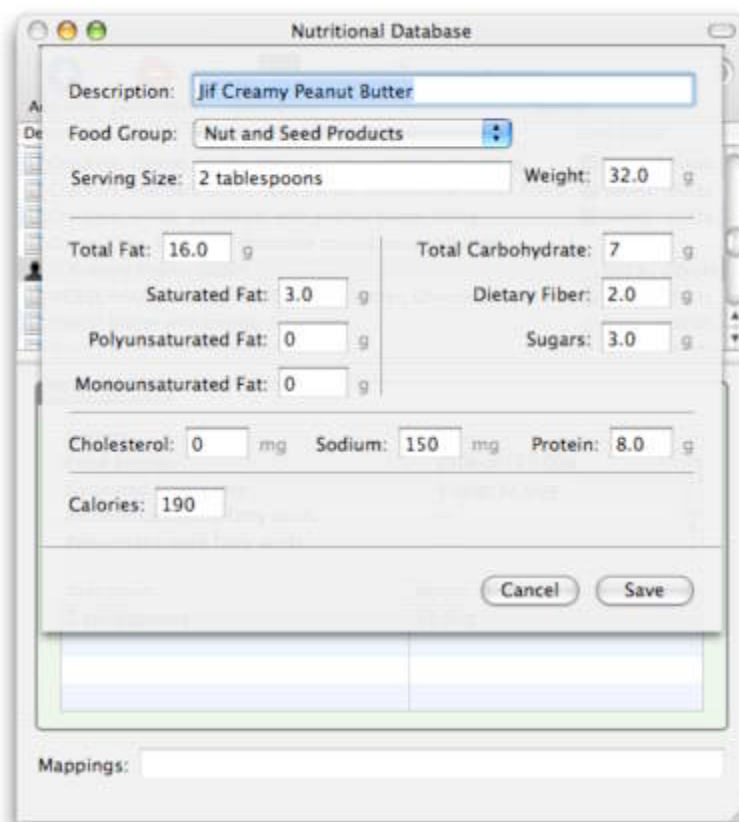 Nutritional Database
Description: Jif Creamy Peanut Butter
Food Group: Nut and Seed Products
Serving Size: 2 tablespoons Weight: 32.0 g
Total Fat: 16.0 g Total Carbohydrate: 7 g
Saturated Fat: 3.0 g Dietary Fiber: 2.0 g
Polyunsaturated Fat: 0 g Sugars: 3.0 g
Monounsaturated Fat: 0 g
Cholesterol: 0 mg Sodium: 150 mg Protein: 8.0 g
Calories: 190
Cancel Save
Mappings: